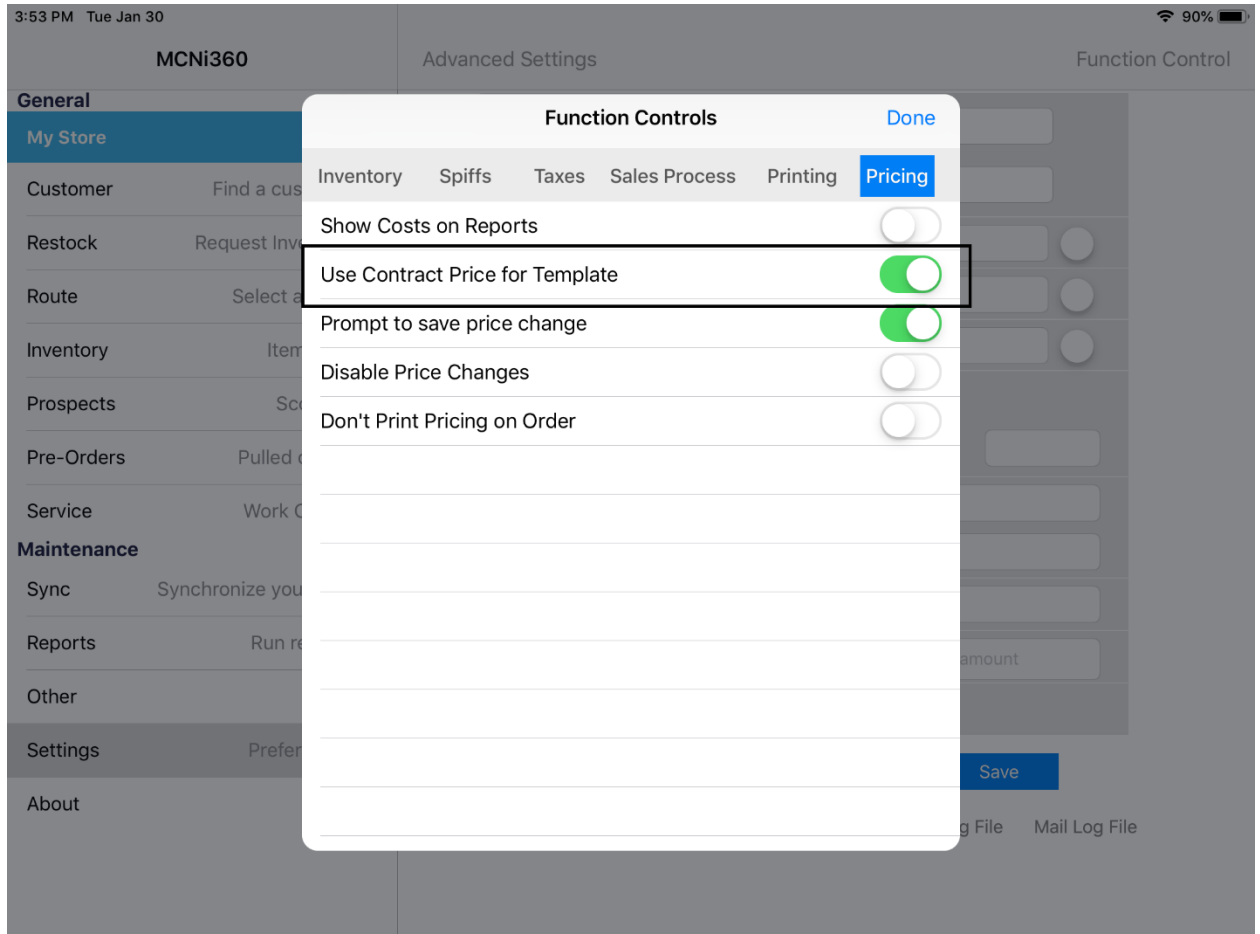 3:53 PM Tue Jan 30
90%
MCNi360
Advanced Settings
Function Control
General
My Store
Customer Find a cus
Restock Request Inve
Route Select a
Inventory Item
Prospects Sco
Pre-Orders Pulled
Service Work O
Maintenance
Sync Synchronize you
Reports Run re
Other
Settings Prefer
About
Function Controls
Done
Inventory Spiffs Taxes Sales Process Printing Pricing
Show Costs on Reports
Use Contract Price for Template
Prompt to save price change
Disable Price Changes
Don't Print Pricing on Order
amount
Save
g File Mail Log File